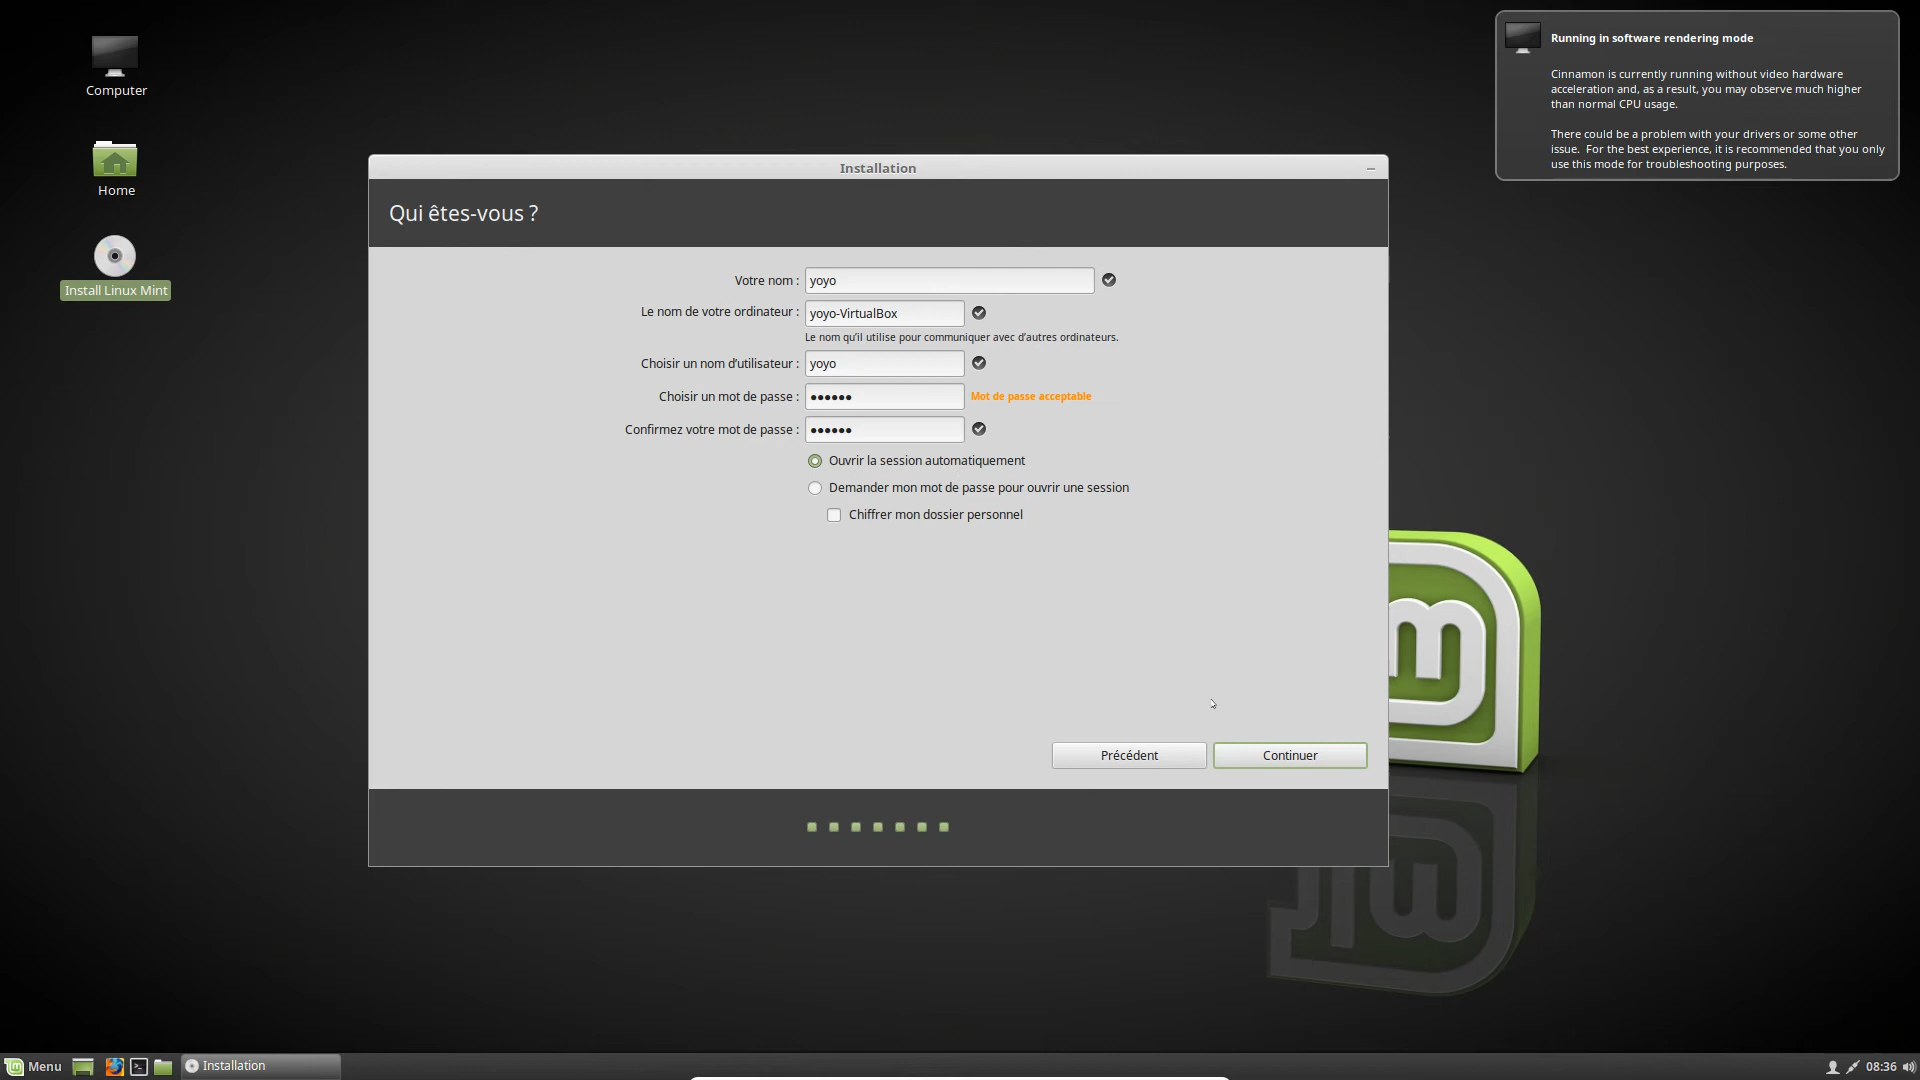 Computer
Home
Install Linux Mint
Running in software rendering mode
Cinnamon is currently running without video hardware
acceleration and, as a result, you may observe much higher
than normal CPU usage.
There could be a problem with your drivers or some other
issue.  For the best experience, it is recommended that you only
use this mode for troubleshooting purposes.
Installation
Qui êtes-vous ?
Votre nom : yoyo
Le nom de votre ordinateur : yoyo-VirtualBox
Le nom qu’il utilise pour communiquer avec d’autres ordinateurs.
Choisir un nom d’utilisateur : yoyo
Choisir un mot de passe : ●●●●●● Mot de passe acceptable
Confirmez votre mot de passe : ●●●●●●
Ouvrir la session automatiquement
Demander mon mot de passe pour ouvrir une session
Chiffrer mon dossier personnel
Précédent Continuer
Menu Installation 08:36